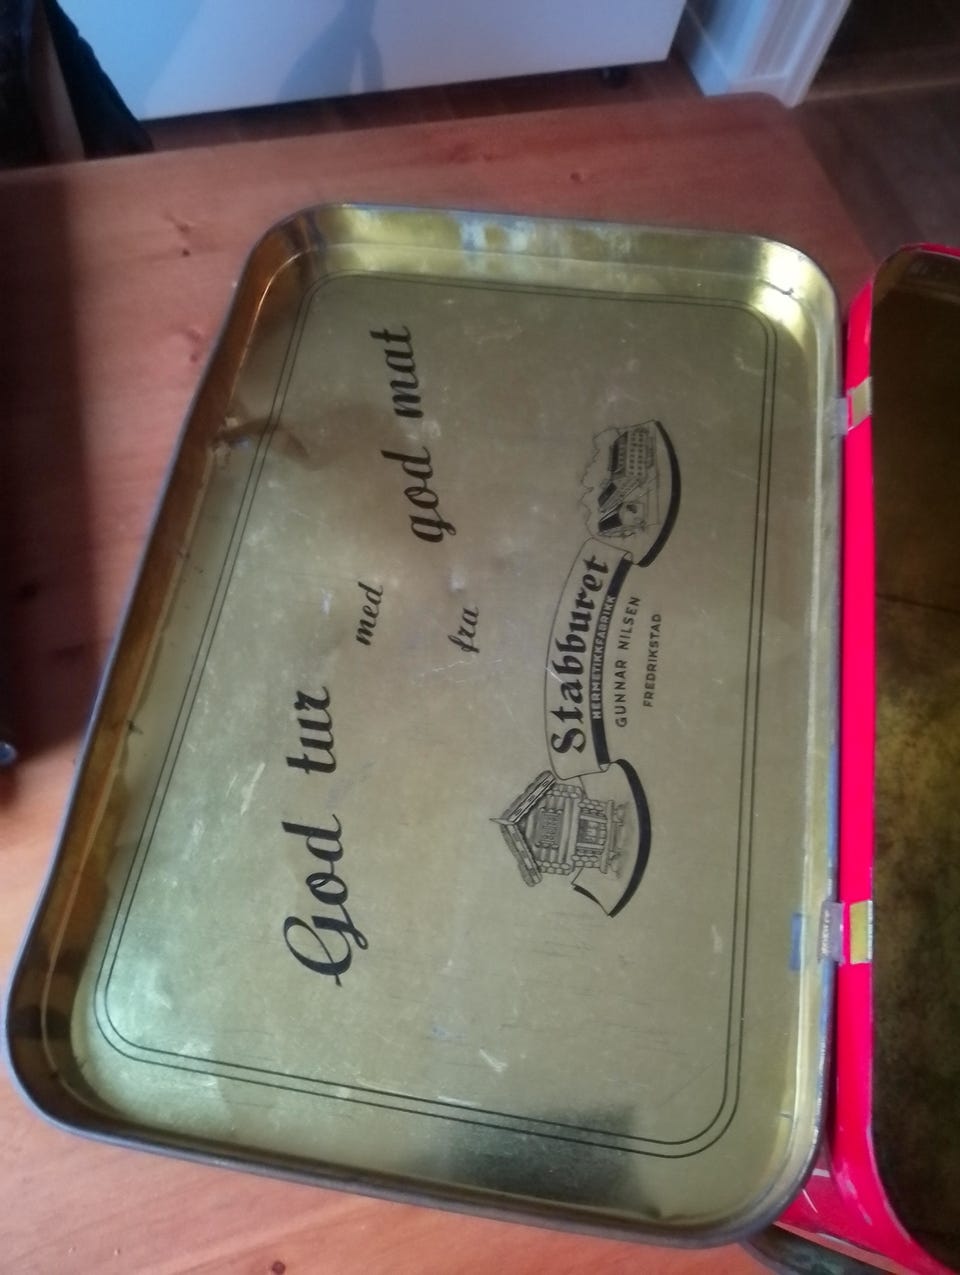 God tur
med
god mat
fra
Stabburet
HERMETIKKFABRIKK
GUNNAR NILSEN
FREDRIKSTAD